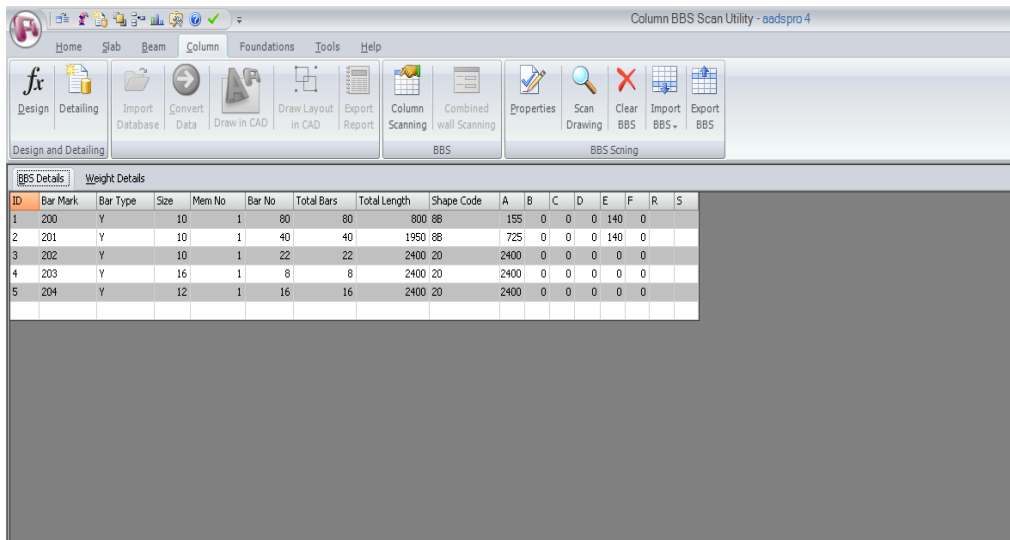 Column BBS Scan Utility - aadspro 4
Home Slab Beam Column Foundations Tools Help
fx
Design Detailing Import Database Convert Data Draw in CAD Draw Layout in CAD Export Report Column Scanning Combined wall Scanning Properties Scan Drawing Clear BBS Import BBS Export BBS
Design and Detailing BBS BBS Scning
BBS Details Weight Details
ID Bar Mark Bar Type Size Mem No Bar No Total Bars Total Length Shape Code A B C D E F R S
1 200 Y 10 1 80 80 800 8B 155 0 0 0 140 0
2 201 Y 10 1 40 40 1950 8B 725 0 0 0 140 0
3 202 Y 10 1 22 22 2400 20 2400 0 0 0 0 0
4 203 Y 16 1 8 8 2400 20 2400 0 0 0 0 0
5 204 Y 12 1 16 16 2400 20 2400 0 0 0 0 0